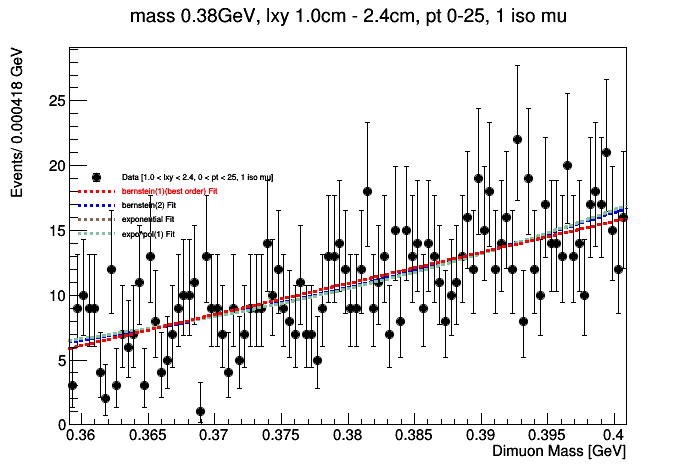 mass 0.38GeV, lxy 1.0cm - 2.4cm, pt 0-25, 1 iso mu
Events/ 0.000418 GeV
25
20
15
10
5
0
Data [1.0 < lxy < 2.4, 0 < pt < 25, 1 iso mu]
bernstein(1)(best order) Fit
bernstein(2) Fit
exponential Fit
expo*pol(1) Fit
0.36 0.365 0.37 0.375 0.38 0.385 0.39 0.395 0.4
Dimuon Mass [GeV]